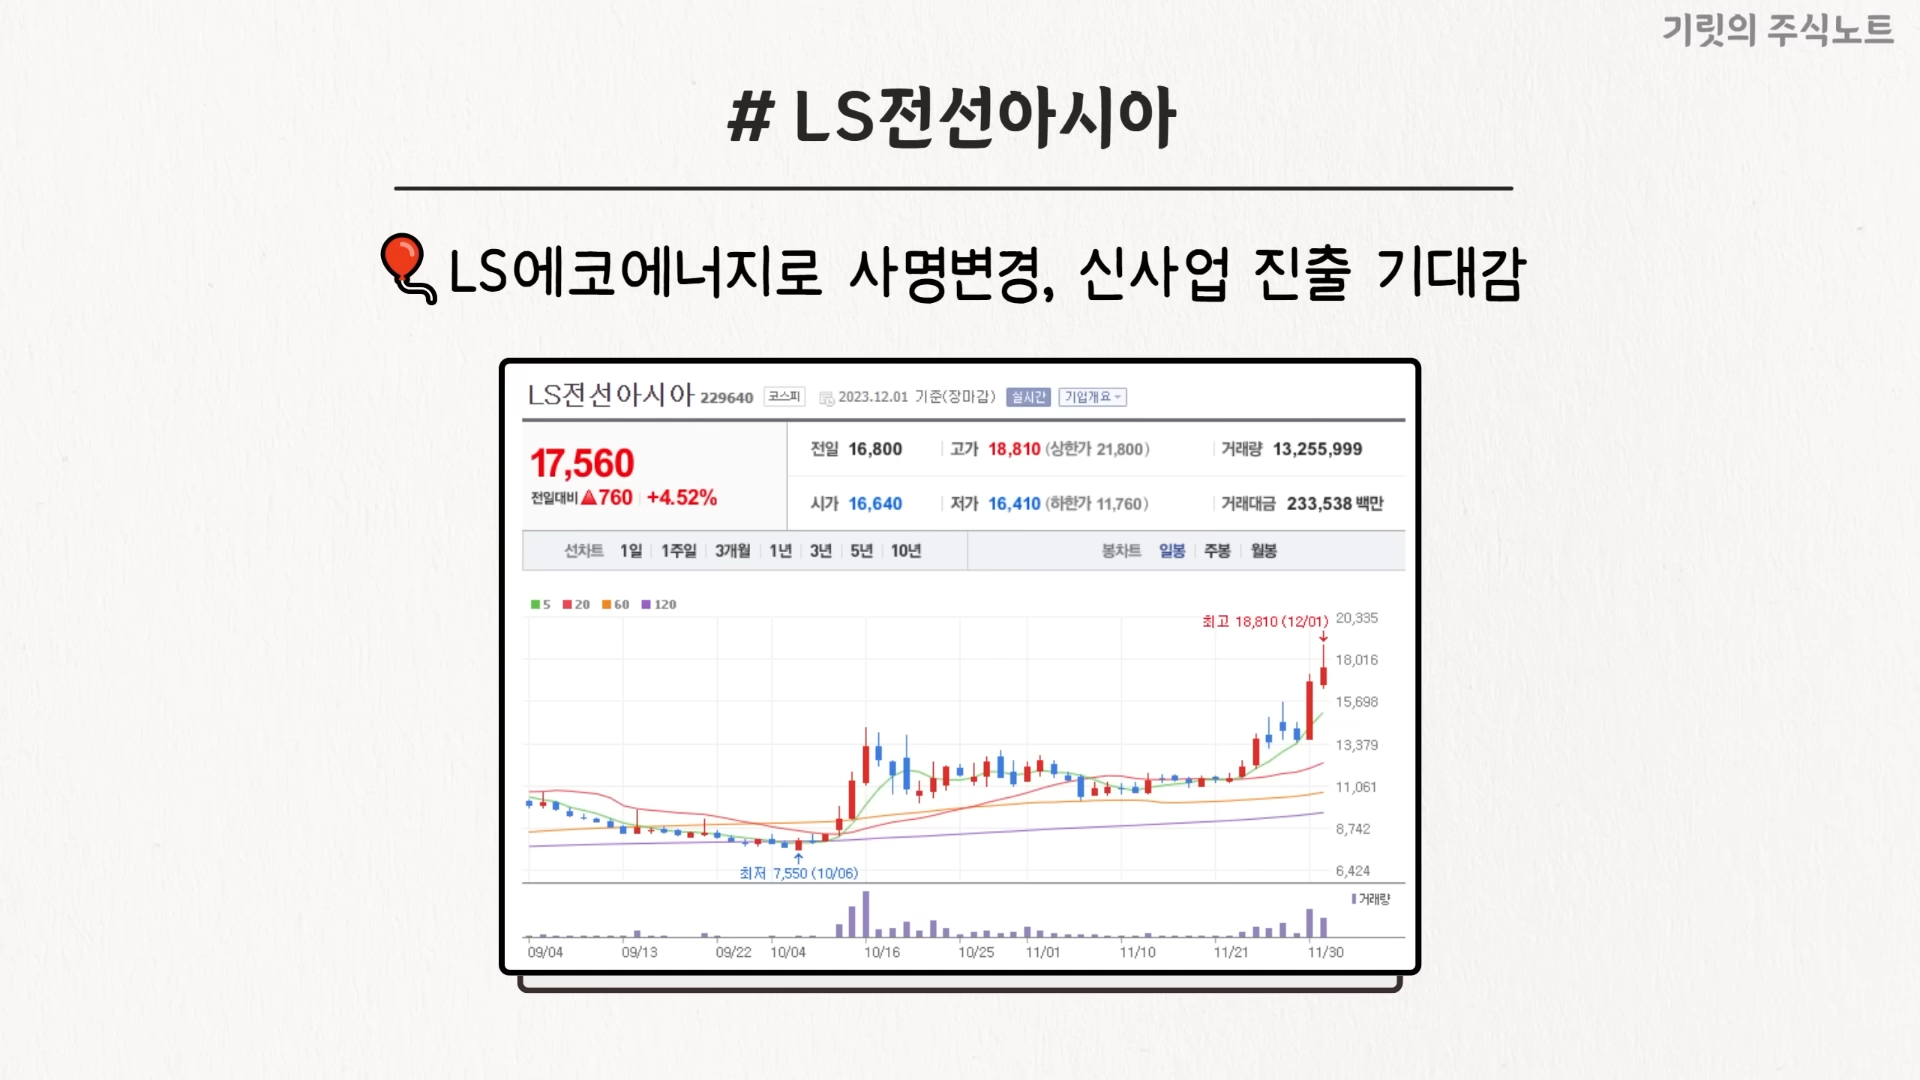 기릿의 주식노트
# LS전선아시아
LS에코에너지로 사명변경, 신사업 진출 기대감
LS전선아시아 229640 코스피 2023.12.01 기준(장마감) 실시간 기업개요
17,560
전일대비 ▲760 +4.52%
전일 16,800 고가 18,810 (상한가 21,800) 거래량 13,255,999
시가 16,640 저가 16,410 (하한가 11,760) 거래대금 233,538 백만
선차트 1일 1주일 3개월 1년 3년 5년 10년 봉차트 일봉 주봉 월봉
5 20 60 120
최고 18,810 (12/01)
20,335
18,016
15,698
13,379
11,061
8,742
6,424
최저 7,550 (10/06)
거래량
09/04 09/13 09/22 10/04 10/16 10/25 11/01 11/10 11/21 11/30